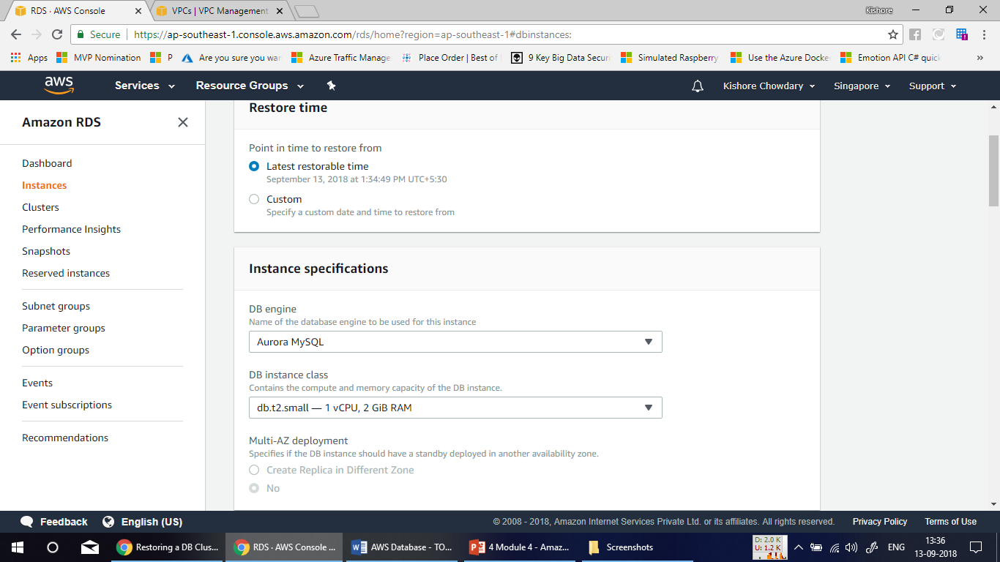 RDS · AWS Console
VPCs | VPC Management
Kishore
Secure
https://ap-southeast-1.console.aws.amazon.com/rds/home?region=ap-southeast-1#dbinstances:
Apps
MVP Nomination
P
Are you sure you wan
Azure Traffic Manage
Place Order | Best of
9 Key Big Data Secur
Simulated Raspberry
Use the Azure Docke
Emotion API C# quick
»
aws
Services
Resource Groups
Kishore Chowdary
Singapore
Support
Amazon RDS
Dashboard
Instances
Clusters
Performance Insights
Snapshots
Reserved instances
Subnet groups
Parameter groups
Option groups
Events
Event subscriptions
Recommendations
Restore time
Point in time to restore from
Latest restorable time
September 13, 2018 at 1:34:49 PM UTC+5:30
Custom
Specify a custom date and time to restore from
Instance specifications
DB engine
Name of the database engine to be used for this instance
Aurora MySQL
DB instance class
Contains the compute and memory capacity of the DB instance.
db.t2.small — 1 vCPU, 2 GiB RAM
Multi-AZ deployment
Specifies if the DB instance should have a standby deployed in another availability zone.
Create Replica in Different Zone
No
Feedback
English (US)
© 2008 - 2018, Amazon Internet Services Private Ltd. or its affiliates. All rights reserved.
Privacy Policy
Terms of Use
Restoring a DB Clus...
RDS · AWS Console ...
AWS Database - TO...
4 Module 4 - Amaz...
Screenshots
D: 2.0 K
U: 1.2 K
ENG
13:36
13-09-2018